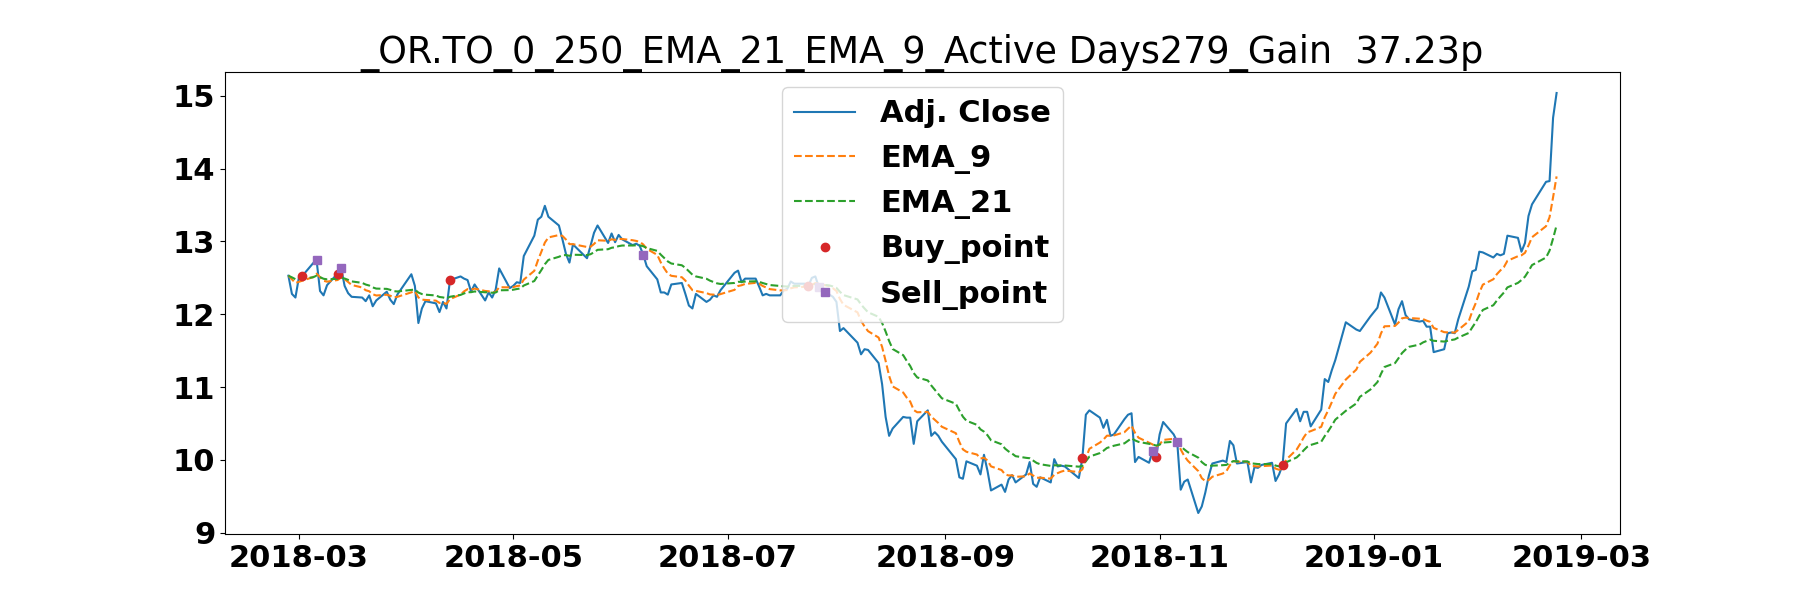 _OR.TO_0_250_EMA_21_EMA_9_Active Days279_Gain  37.23p
15
14
13
12
11
10
9
Adj. Close
EMA_9
EMA_21
Buy_point
Sell_point
2018-03 2018-05 2018-07 2018-09 2018-11 2019-01 2019-03